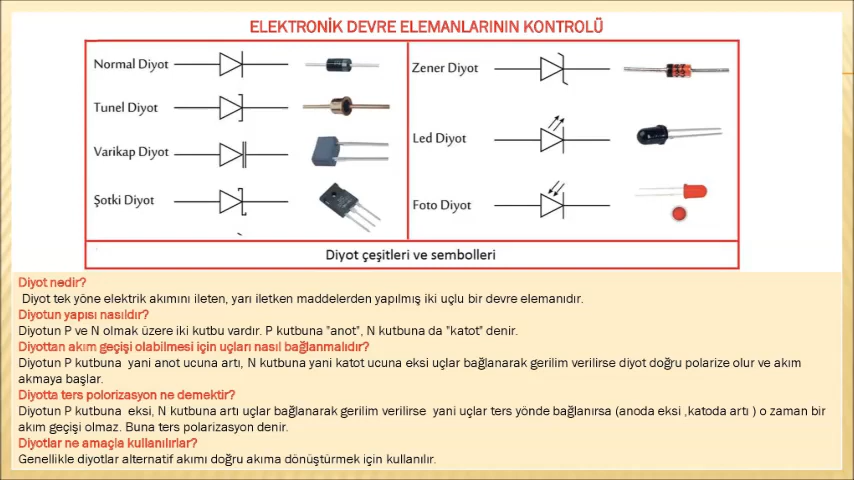 ELEKTRONİK DEVRE ELEMANLARININ KONTROLÜ
Normal Diyot
Tunel Diyot
Varikap Diyot
Şotki Diyot
Zener Diyot
Led Diyot
Foto Diyot
Diyot çeşitleri ve sembolleri
Diyot nedir?
Diyot tek yöne elektrik akımını ileten, yarı iletken maddelerden yapılmış iki uçlu bir devre elemanıdır.
Diyotun yapısı nasıldır?
Diyotun P ve N olmak üzere iki kutbu vardır. P kutbuna "anot", N kutbuna da "katot" denir.
Diyottan akım geçişi olabilmesi için uçları nasıl bağlanmalıdır?
Diyotun P kutbuna yani anot ucuna artı, N kutbuna yani katot ucuna eksi uçlar bağlanarak gerilim verilirse diyot doğru polarize olur ve akım
akmaya başlar.
Diyotta ters polorizasyon ne demektir?
Diyotun P kutbuna eksi, N kutbuna artı uçlar bağlanarak gerilim verilirse yani uçlar ters yönde bağlanırsa (anoda eksi ,katoda artı ) o zaman bir
akım geçişi olmaz. Buna ters polarizasyon denir.
Diyotlar ne amaçla kullanılırlar?
Genellikle diyotlar alternatif akımı doğru akıma dönüştürmek için kullanılır.